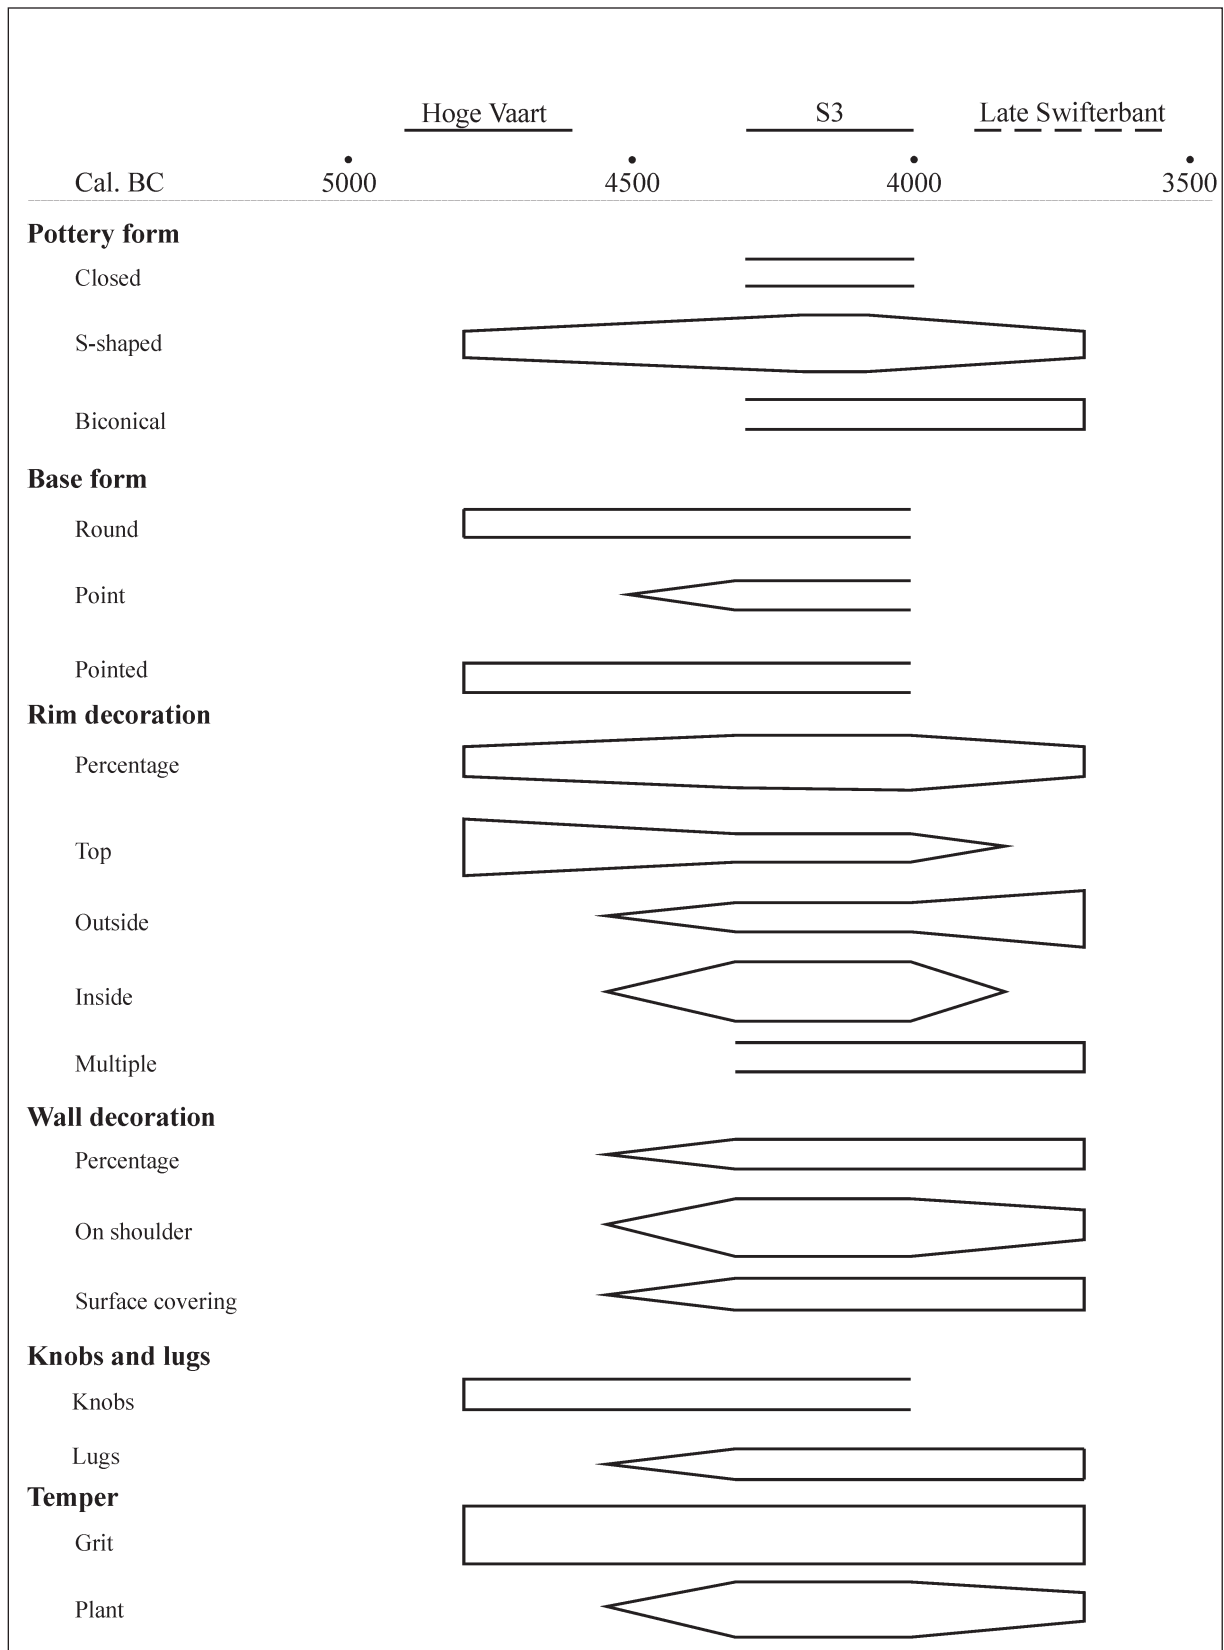 Hoge Vaart S3 Late Swifterbant
Cal. BC 5000 4500 4000 3500
Pottery form
Closed
S-shaped
Biconical
Base form
Round
Point
Pointed
Rim decoration
Percentage
Top
Outside
Inside
Multiple
Wall decoration
Percentage
On shoulder
Surface covering
Knobs and lugs
Knobs
Lugs
Temper
Grit
Plant